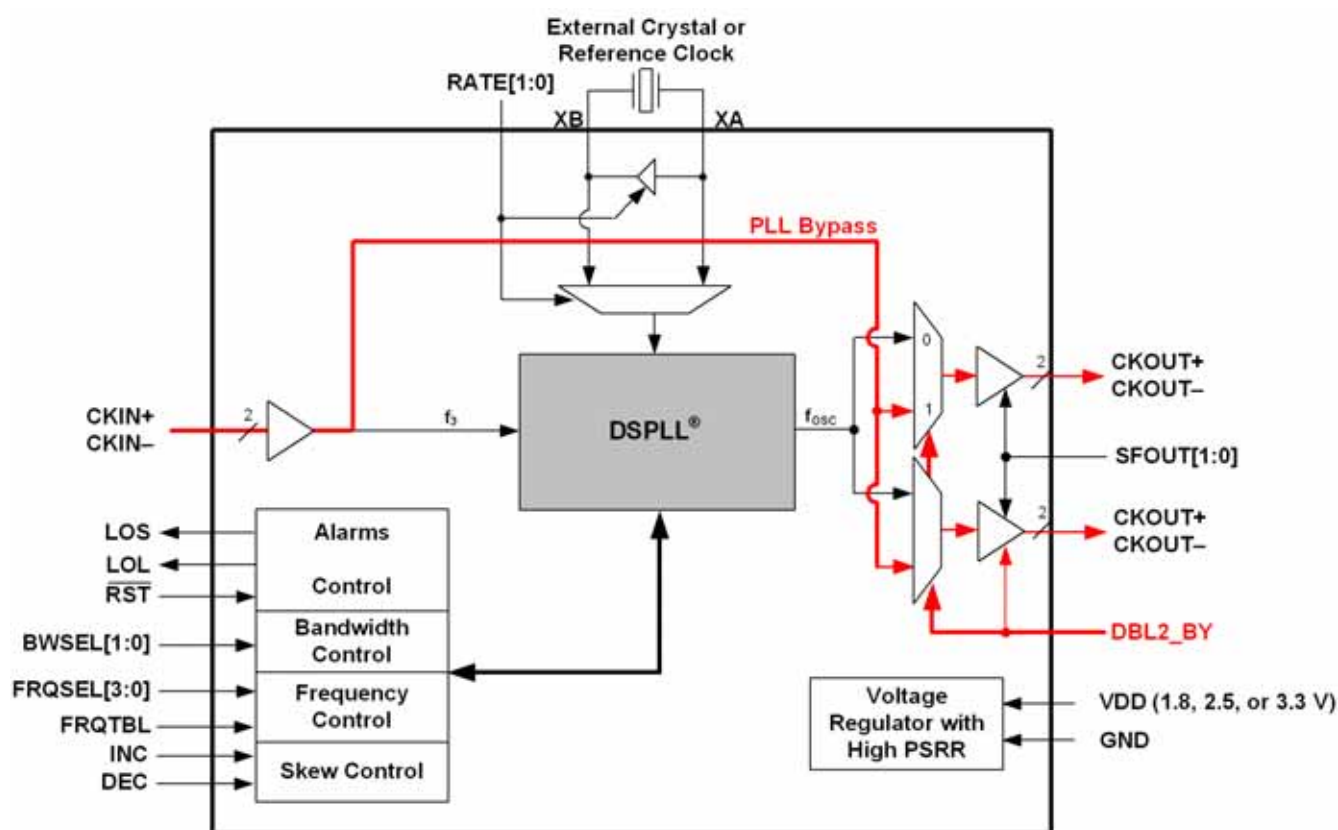 External Crystal or
Reference Clock
RATE[1:0]
XB
XA
PLL Bypass
CKIN+
CKIN–
2
f3
DSPLL®
fOSC
0
1
2
CKOUT+
CKOUT–
SFOUT[1:0]
2
CKOUT+
CKOUT–
DBL2_BY
LOS
LOL
RST
BWSEL[1:0]
FRQSEL[3:0]
FRQTBL
INC
DEC
Alarms
Control
Bandwidth
Control
Frequency
Control
Skew Control
Voltage
Regulator with
High PSRR
VDD (1.8, 2.5, or 3.3 V)
GND